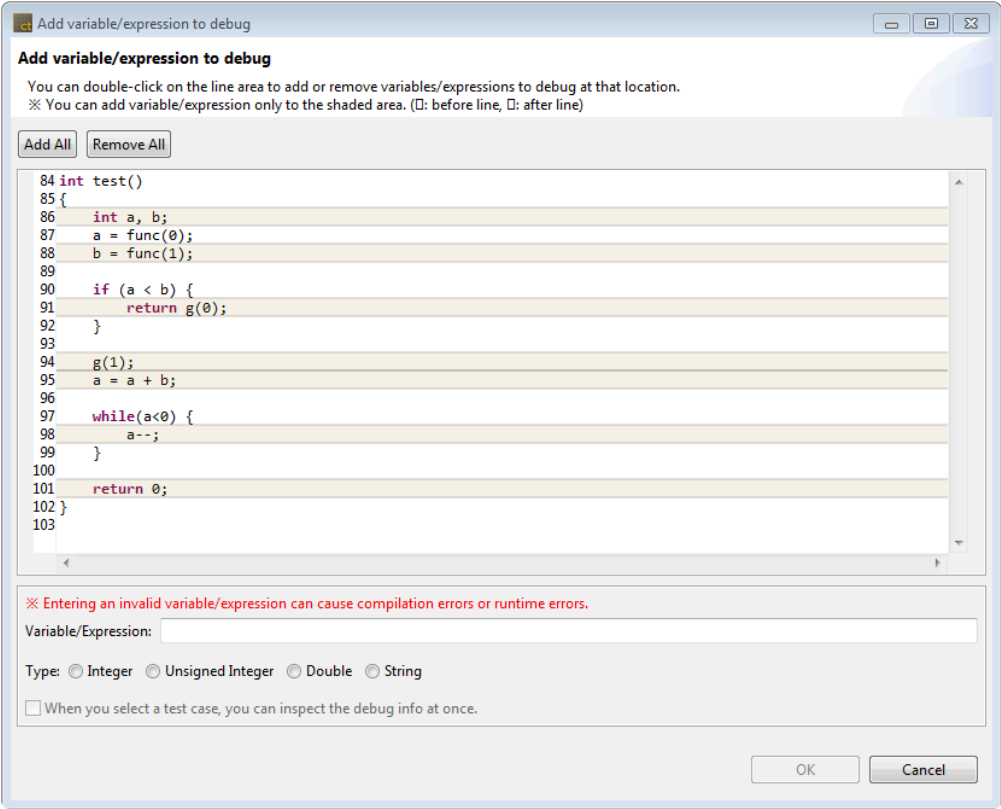 ct Add variable/expression to debug
Add variable/expression to debug
You can double-click on the line area to add or remove variables/expressions to debug at that location.
※ You can add variable/expression only to the shaded area. (▯: before line, ▯: after line)
Add All Remove All
84 int test()
85 {
86     int a, b;
87     a = func(0);
88     b = func(1);
89
90     if (a < b) {
91         return g(0);
92     }
93
94     g(1);
95     a = a + b;
96
97     while(a<0) {
98         a--;
99     }
100
101     return 0;
102 }
103
※ Entering an invalid variable/expression can cause compilation errors or runtime errors.
Variable/Expression:
Type: Integer Unsigned Integer Double String
When you select a test case, you can inspect the debug info at once.
OK Cancel